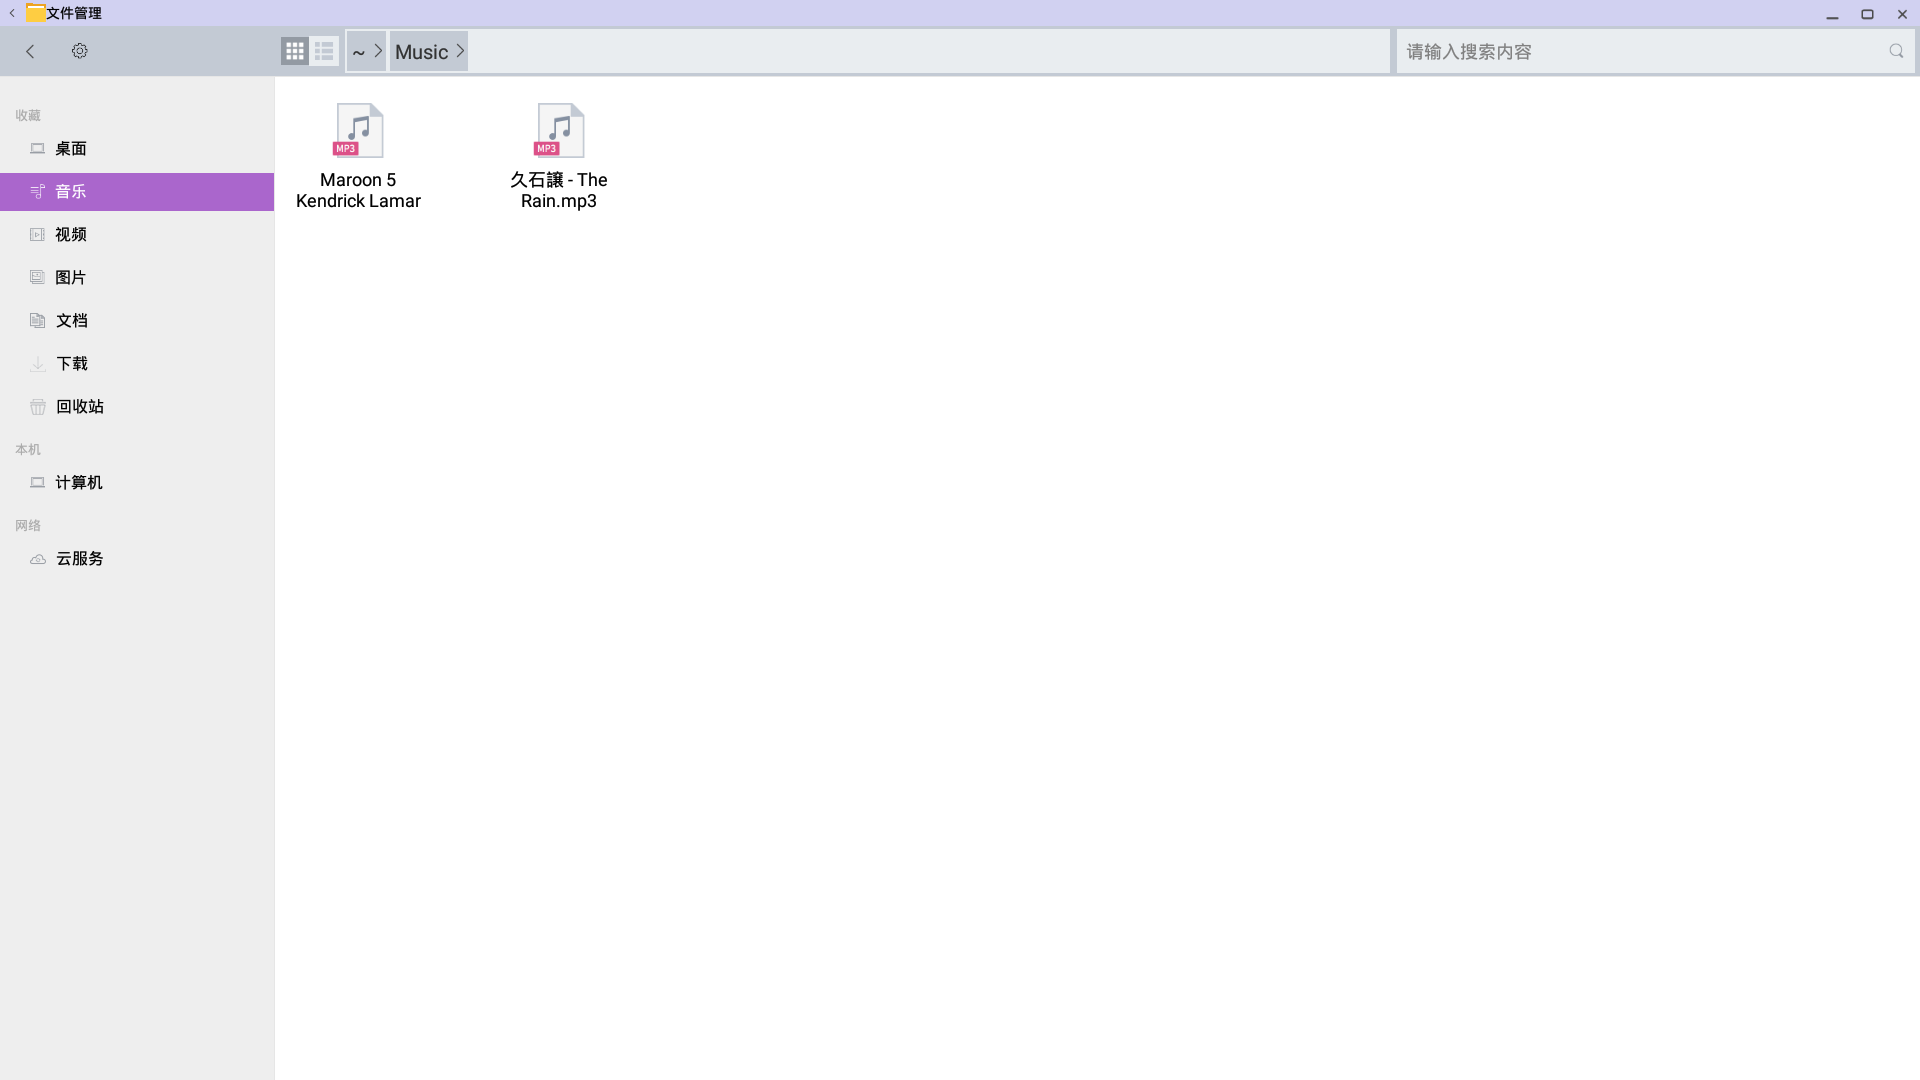 文件管理
~
Music
请输入搜索内容
收藏
桌面
音乐
视频
图片
文档
下载
回收站
本机
计算机
网络
云服务
MP3
Maroon 5
Kendrick Lamar
MP3
久石譲 - The
Rain.mp3